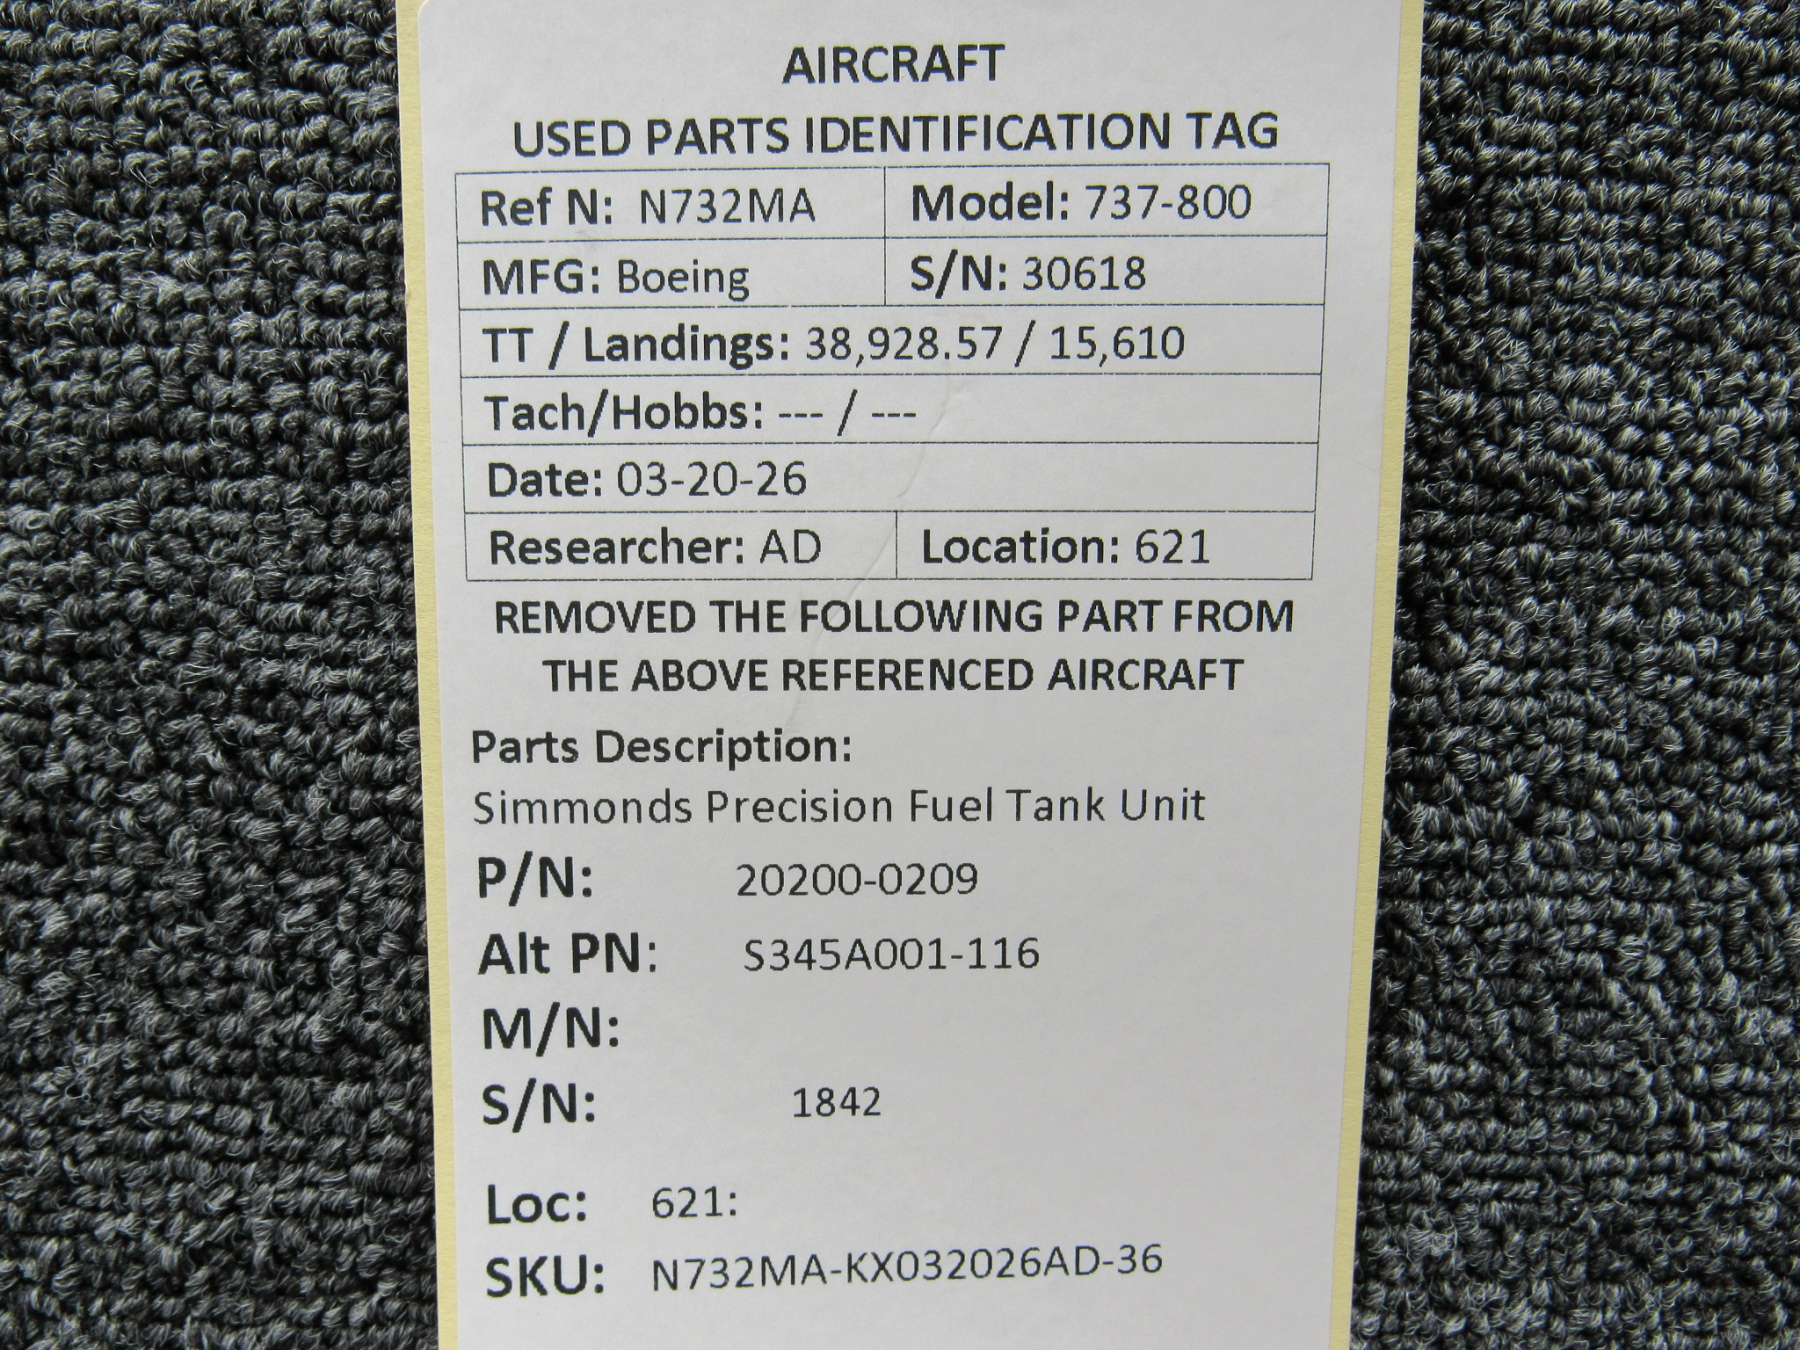 AIRCRAFT
USED PARTS IDENTIFICATION TAG
Ref N: N732MA Model: 737-800
MFG: Boeing S/N: 30618
TT / Landings: 38,928.57 / 15,610
Tach/Hobbs: --- / ---
Date: 03-20-26
Researcher: AD Location: 621
REMOVED THE FOLLOWING PART FROM
THE ABOVE REFERENCED AIRCRAFT
Parts Description:
Simmonds Precision Fuel Tank Unit
P/N: 20200-0209
Alt PN: S345A001-116
M/N:
S/N: 1842
Loc: 621:
SKU: N732MA-KX032026AD-36